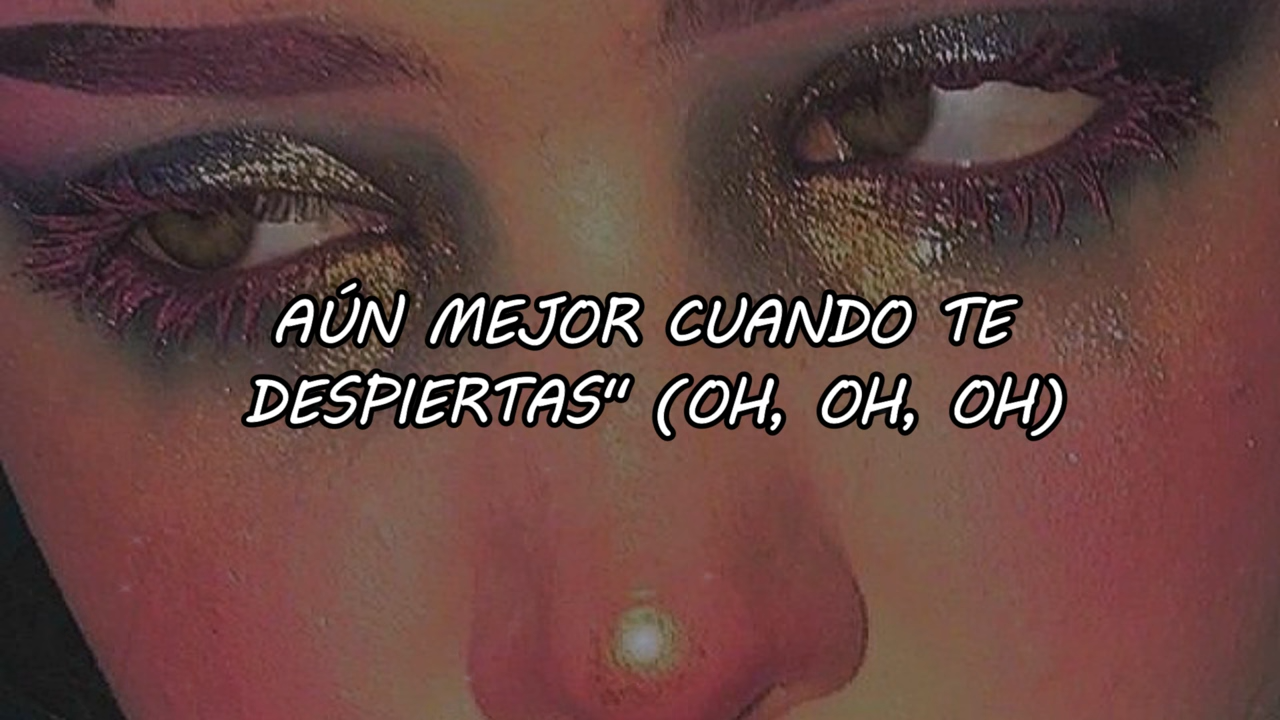 AÚN MEJOR CUANDO TE
DESPIERTAS" (OH, OH, OH)